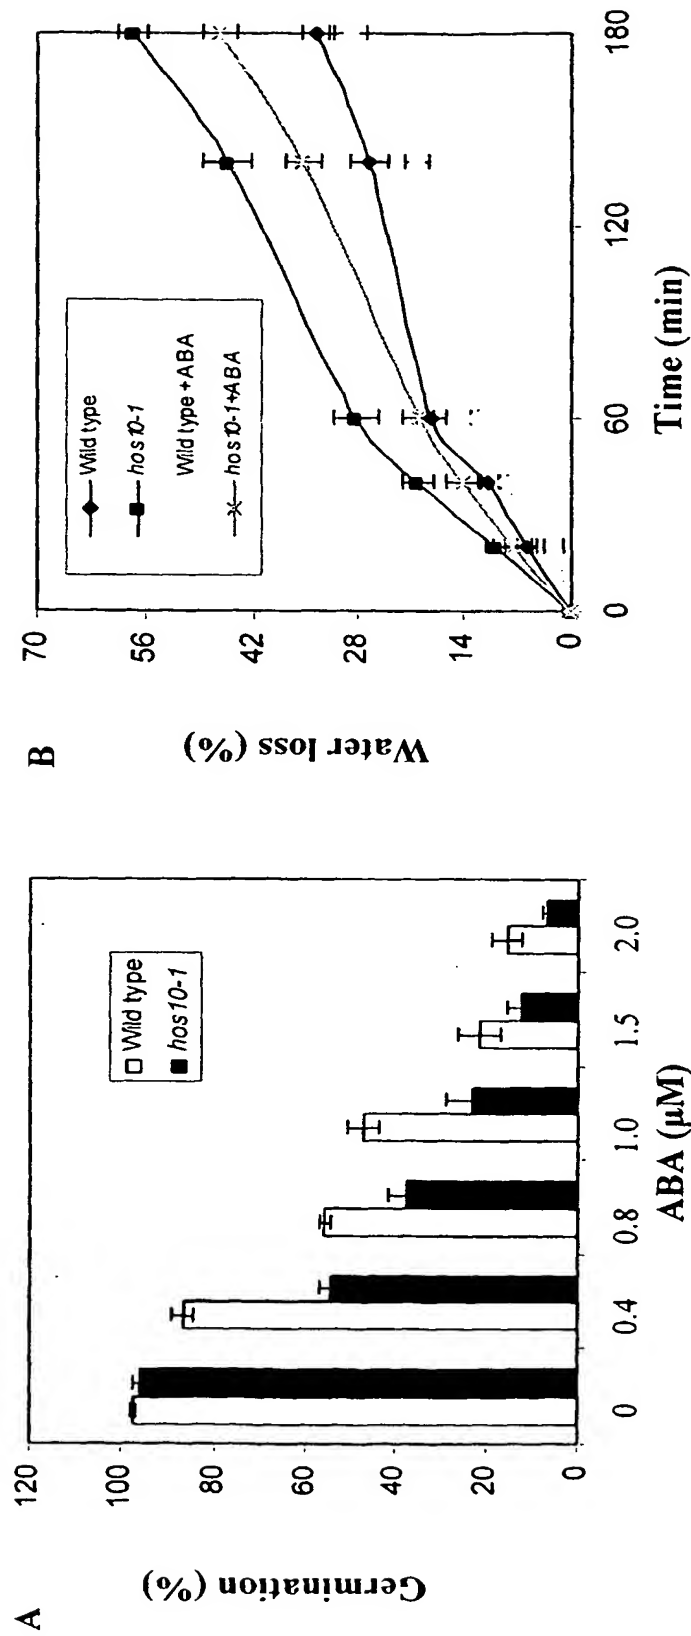 A
Germination (%)
120
100
80
60
40
20
0
Wild type
hos10-1
0 0.4 0.8 1.0 1.5 2.0
ABA (µM)
B
Water loss (%)
70
56
42
28
14
0
Wild type
hos10-1
Wild type+ABA
hos10-1+ABA
0 60 120 180
Time (min)